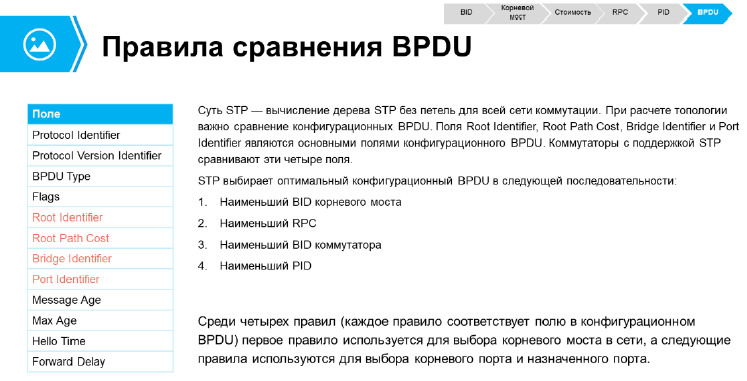 BID
Корневой
мост
Стоимость
RPC
PID
BPDU
Правила сравнения BPDU
Поле
Protocol Identifier
Protocol Version Identifier
BPDU Type
Flags
Root Identifier
Root Path Cost
Bridge Identifier
Port Identifier
Message Age
Max Age
Hello Time
Forward Delay
Суть STP — вычисление дерева STP без петель для всей сети коммутации. При расчете топологии
важно сравнение конфигурационных BPDU. Поля Root Identifier, Root Path Cost, Bridge Identifier и Port
Identifier являются основными полями конфигурационного BPDU. Коммутаторы с поддержкой STP
сравнивают эти четыре поля.
STP выбирает оптимальный конфигурационный BPDU в следующей последовательности:
1. Наименьший BID корневого моста
2. Наименьший RPC
3. Наименьший BID коммутатора
4. Наименьший PID
Среди четырех правил (каждое правило соответствует полю в конфигурационном
BPDU) первое правило используется для выбора корневого моста в сети, а следующие
правила используются для выбора корневого порта и назначенного порта.